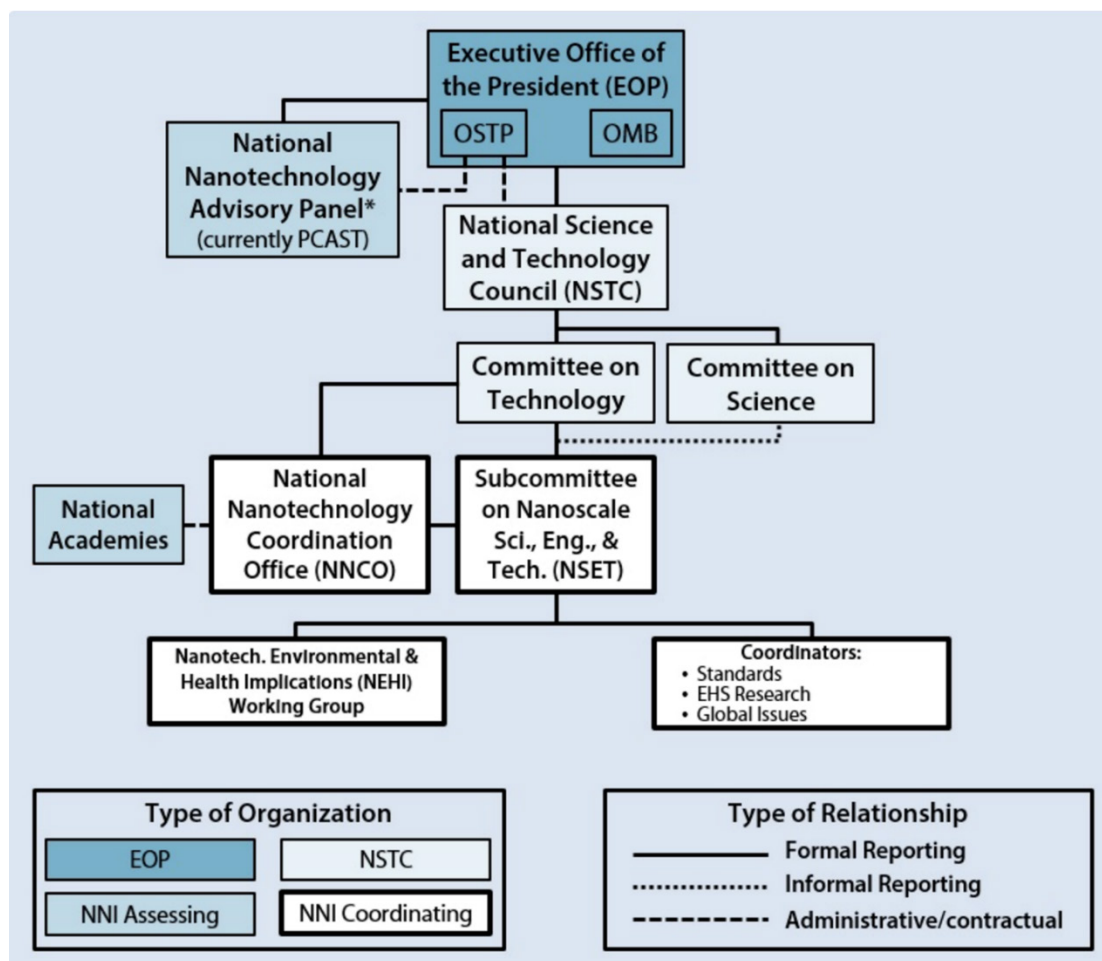 Executive Office of
the President (EOP)
OSTP
OMB
National
Nanotechnology
Advisory Panel*
(currently PCAST)
National Science
and Technology
Council (NSTC)
Committee on
Technology
Committee on
Science
National
Academies
National
Nanotechnology
Coordination
Office (NNCO)
Subcommittee
on Nanoscale
Sci., Eng., &
Tech. (NSET)
Nanotech. Environmental &
Health Implications (NEHI)
Working Group
Coordinators:
• Standards
• EHS Research
• Global Issues
Type of Organization
EOP
NSTC
NNI Assessing
NNI Coordinating
Type of Relationship
Formal Reporting
Informal Reporting
Administrative/contractual